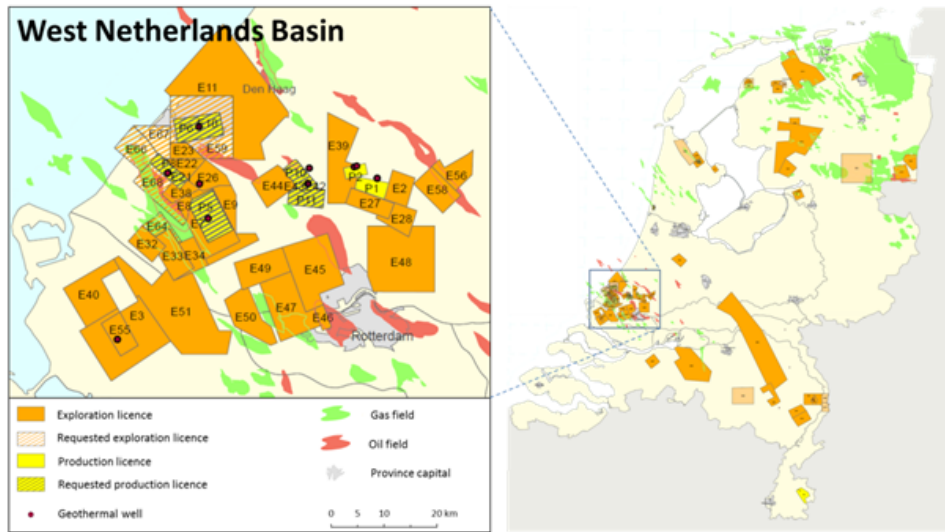 West Netherlands Basin
E11
Den Haag
E67
P6
E10
E66
E23
E59
E22
E39
E68
E21
E38
E26
P10
E44
P2
P1
E2
E56
E58
E8
E9
P5
E27
E28
E64
E32
E33
E34
E48
E49
E45
E40
E3
E51
E50
E47
E46
E55
Rotterdam
Exploration licence
Requested exploration licence
Production licence
Requested production licence
Geothermal well
Gas field
Oil field
Province capital
0 5 10 20 km